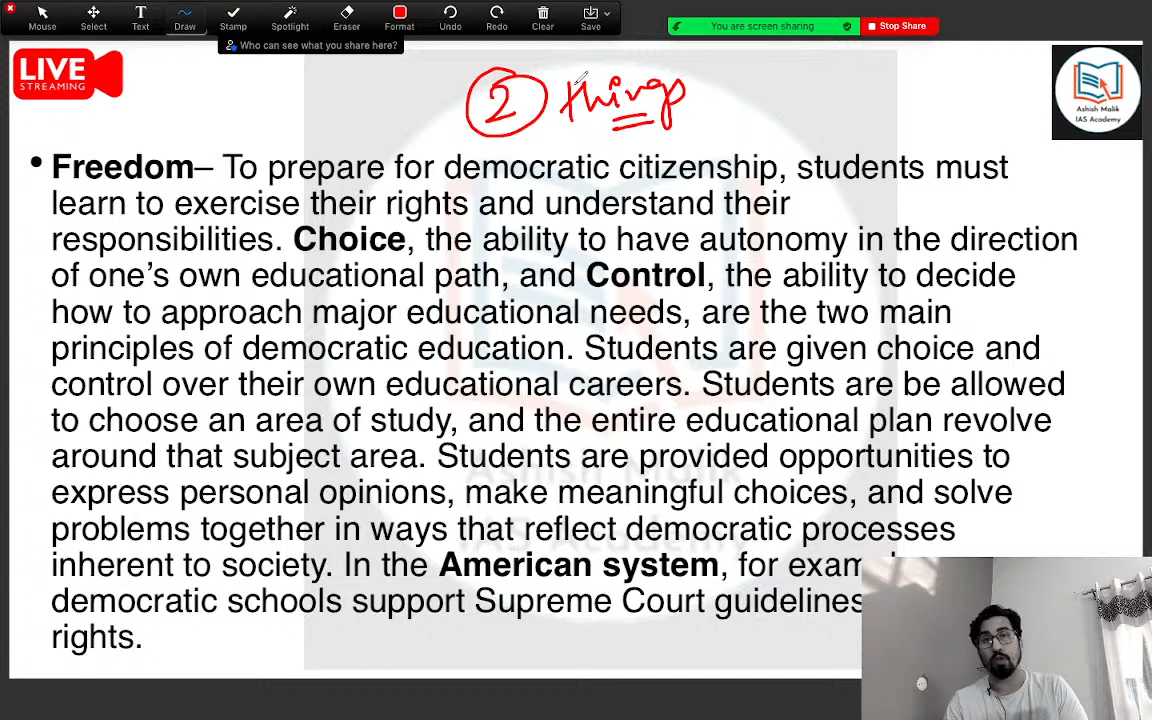 Mouse Select Text Draw Stamp Spotlight Eraser Format Undo Redo Clear Save
You are screen sharing Stop Share
Who can see what you share here?
LIVE
STREAMING
2 things
Ashish Malik
IAS Academy
• Freedom– To prepare for democratic citizenship, students must
learn to exercise their rights and understand their
responsibilities. Choice, the ability to have autonomy in the direction
of one’s own educational path, and Control, the ability to decide
how to approach major educational needs, are the two main
principles of democratic education. Students are given choice and
control over their own educational careers. Students are be allowed
to choose an area of study, and the entire educational plan revolve
around that subject area. Students are provided opportunities to
express personal opinions, make meaningful choices, and solve
problems together in ways that reflect democratic processes
inherent to society. In the American system, for exam
democratic schools support Supreme Court guidelines
rights.
Ashish Malik
IAS Academy